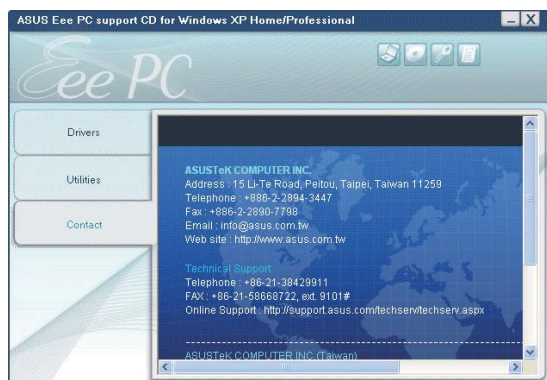 ASUS Eee PC support CD for Windows XP Home/Professional
Eee PC
Drivers
Utilities
Contact
ASUSTeK COMPUTER INC.
Address : 15 Li-Te Road, Peitou, Taipei, Taiwan 11259
Telephone : +886-2-2894-3447
Fax : +886-2-2890-7798
Email : info@asus.com.tw
Web site : http://www.asus.com.tw
Technical Support
Telephone : +86-21-38429911
FAX : +86-21-58668722, ext. 9101#
Online Support : http://support.asus.com/techserv/techserv.aspx
ASUSTeK COMPUTER INC.(Taiwan)